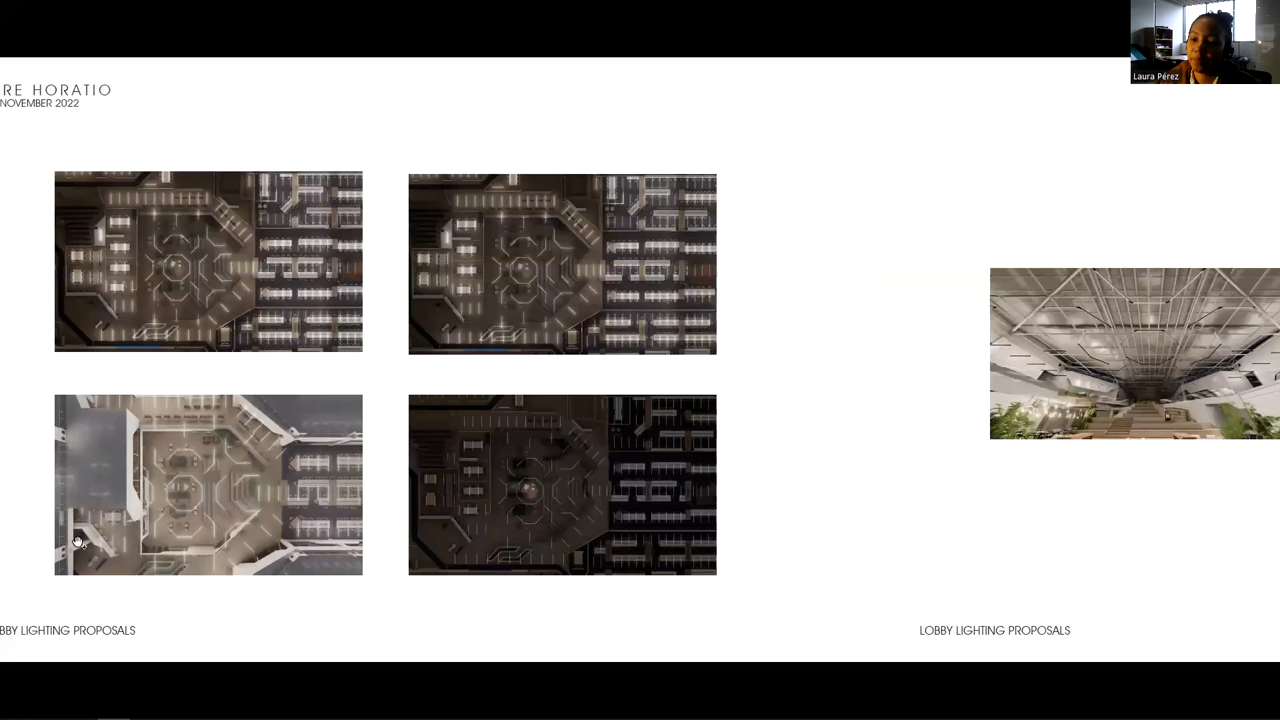 RE HORATIO
NOVEMBER 2022
Laura Pérez
BBY LIGHTING PROPOSALS
LOBBY LIGHTING PROPOSALS